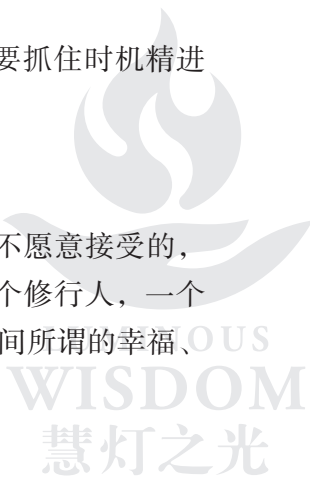 要抓住时机精进
不愿意接受的，
个修行人，一个
间所谓的幸福、
LUMINOUS
WISDOM
慧灯之光